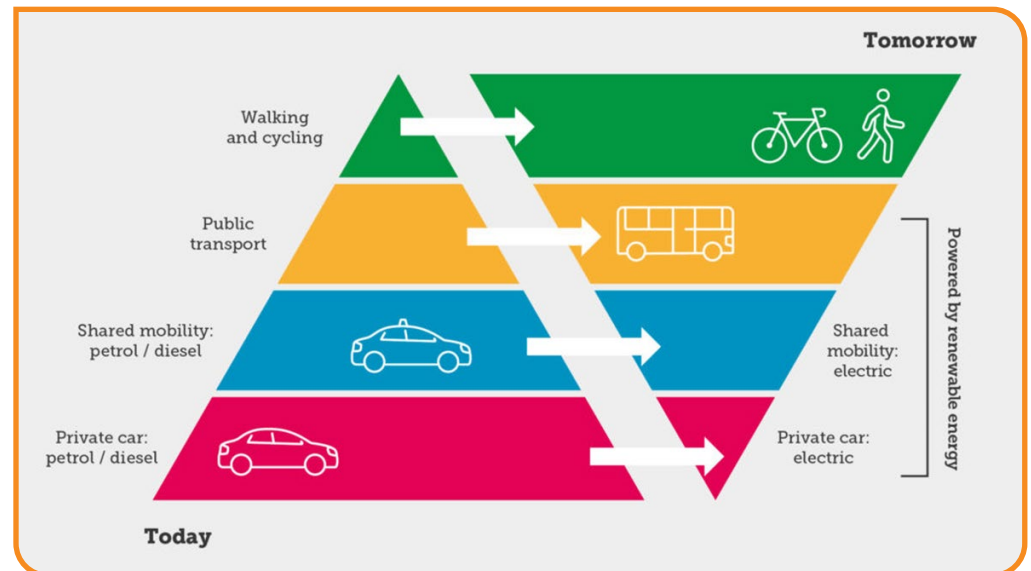 Tomorrow
Walking
and cycling
Public
transport
Shared mobility:
petrol / diesel
Shared
mobility:
electric
Private car:
petrol / diesel
Private car:
electric
Powered by renewable energy
Today